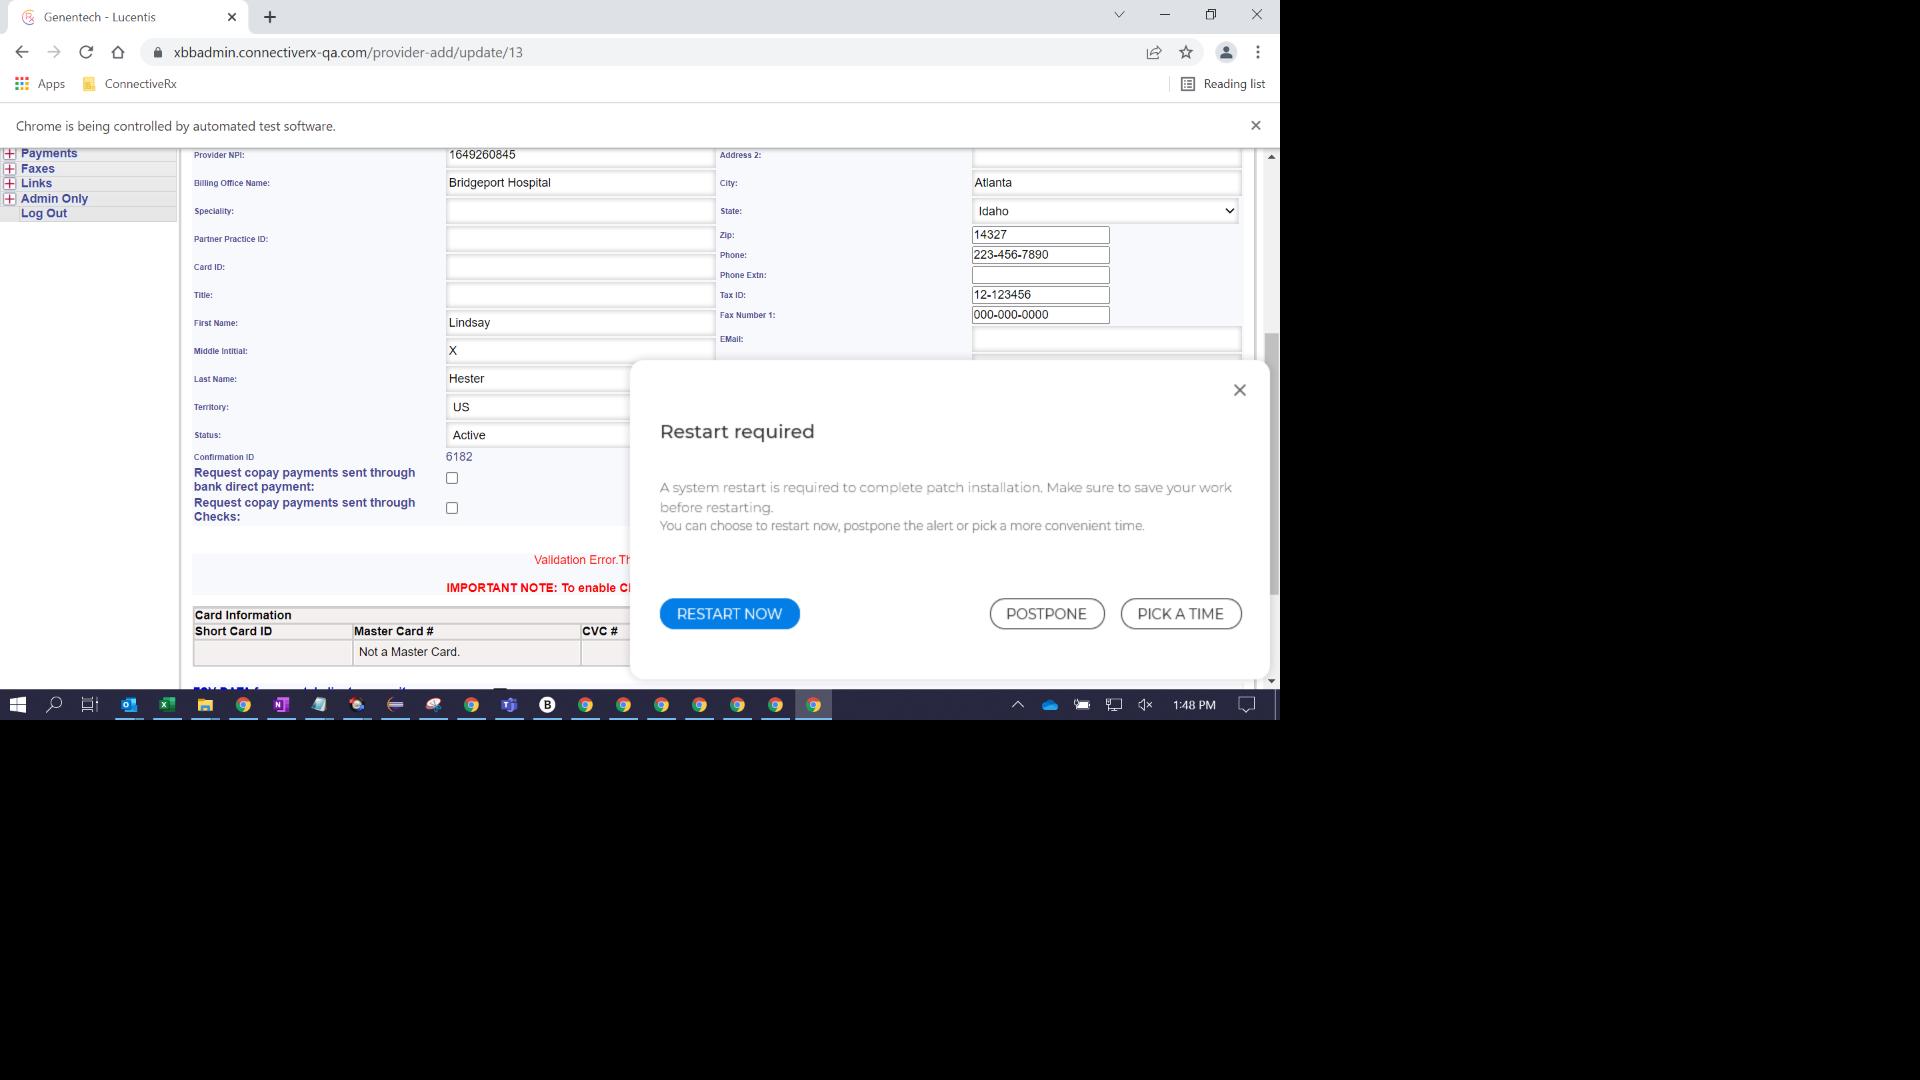 Genentech - Lucentis
xbbadmin.connectiverx-qa.com/provider-add/update/13
Apps
ConnectiveRx
Reading list
Chrome is being controlled by automated test software.
Payments
Faxes
Links
Admin Only
Log Out
Provider NPI: 1649260845 Address 2:
Billing Office Name: Bridgeport Hospital City: Atlanta
Speciality: State: Idaho
Partner Practice ID: Zip: 14327
Phone: 223-456-7890
Card ID: Phone Extn:
Title: Tax ID: 12-123456
First Name: Lindsay Fax Number 1: 000-000-0000
Middle Intitial: X EMail:
Last Name: Hester
Territory: US
Status: Active
Confirmation ID 6182
Request copay payments sent through
bank direct payment:
Request copay payments sent through
Checks:
Validation Error.Th
IMPORTANT NOTE: To enable C
Card Information
Short Card ID Master Card # CVC #
Not a Master Card.
Restart required
A system restart is required to complete patch installation. Make sure to save your work
before restarting.
You can choose to restart now, postpone the alert or pick a more convenient time.
RESTART NOW POSTPONE PICK A TIME
1:48 PM